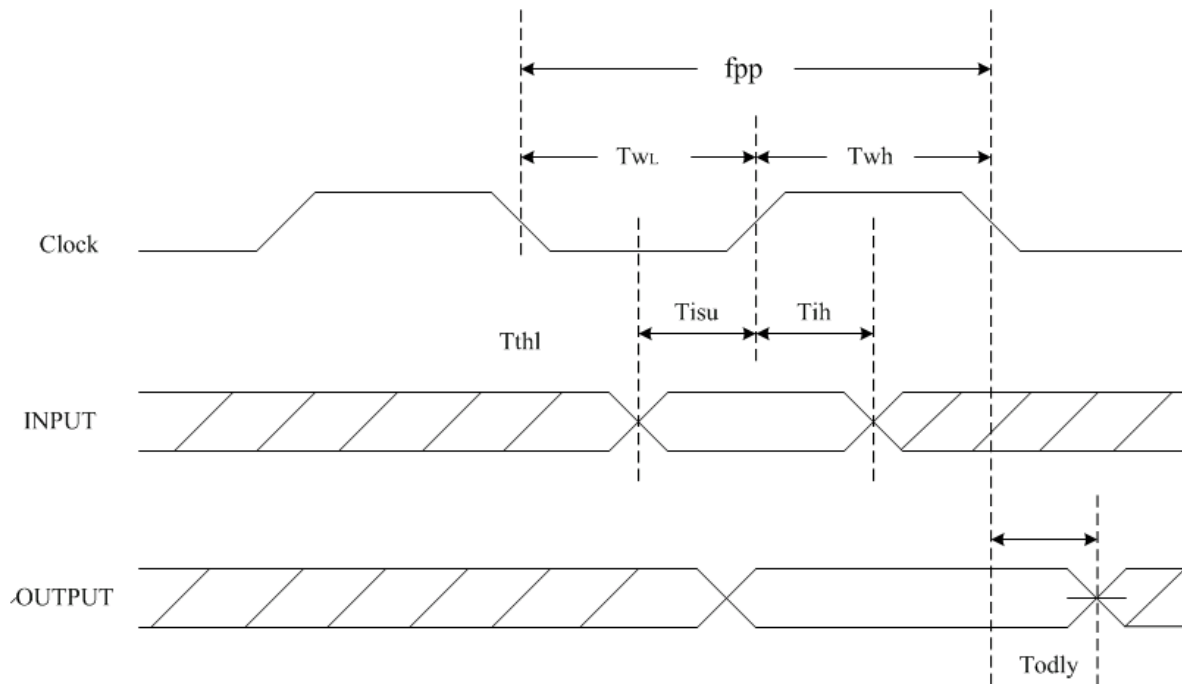 fpp
TWL Twh
Clock
Tisu Tih
Tthl
INPUT
OUTPUT
Todly